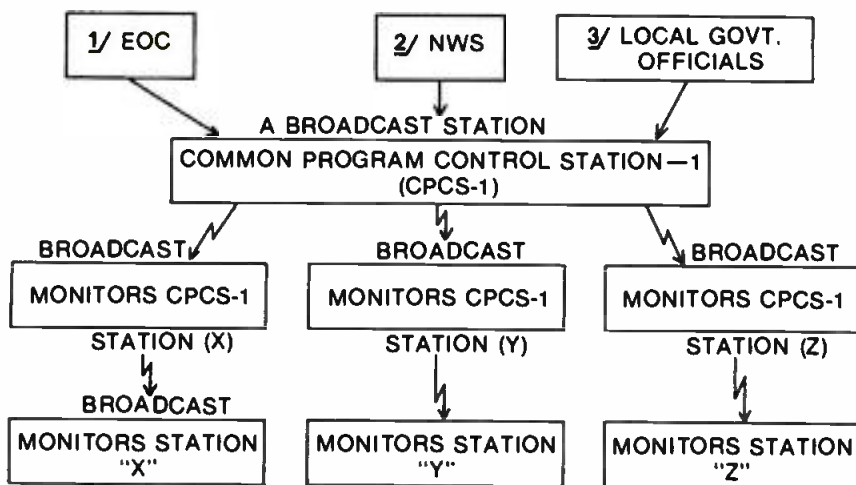 1/ EOC
2/ NWS
3/ LOCAL GOVT.
OFFICIALS
A BROADCAST STATION
COMMON PROGRAM CONTROL STATION—1
(CPCS-1)
BROADCAST
BROADCAST
BROADCAST
MONITORS CPCS-1
MONITORS CPCS-1
MONITORS CPCS-1
STATION (X)
STATION (Y)
STATION (Z)
BROADCAST
MONITORS STATION
"X"
MONITORS STATION
"Y"
MONITORS STATION
"Z"